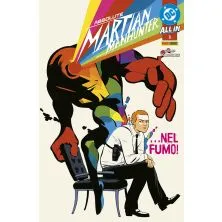 ABSOLUTE
MARTIAN
MANHUNTER
DC
ALL IN
...NEL
FUMO!